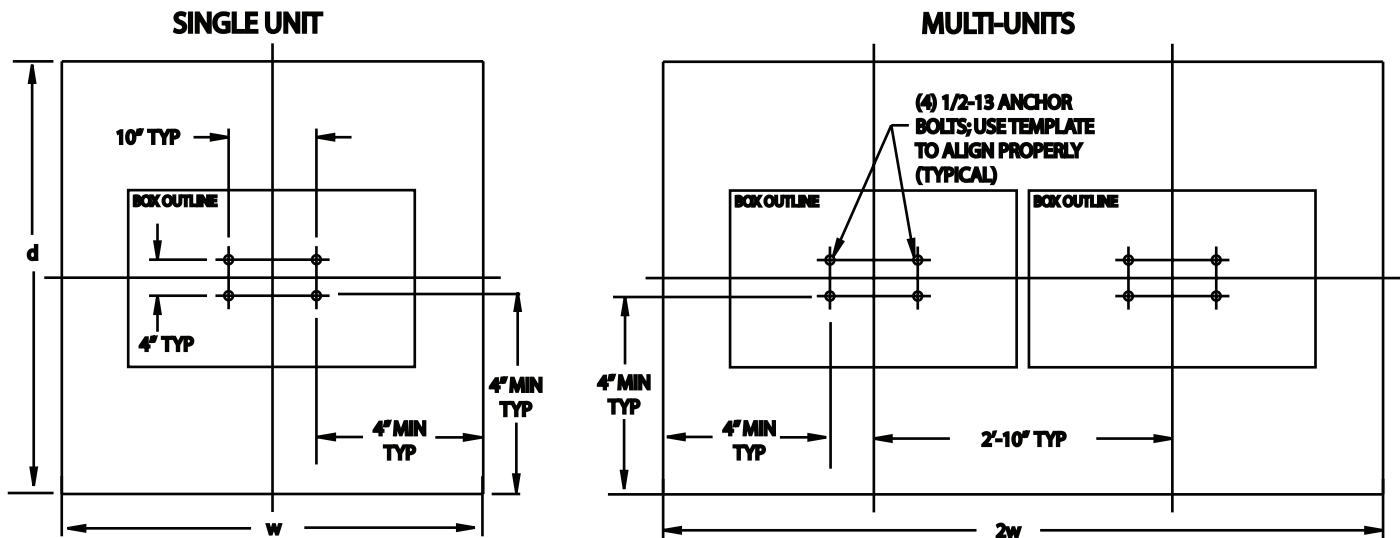 SINGLE UNIT
10" TYP
BOX OUTLINE
d
4" TYP
4" MIN
TYP
4" MIN
TYP
w
MULTI-UNITS
(4) 1/2-13 ANCHOR
BOLTS; USE TEMPLATE
TO ALIGN PROPERLY
(TYPICAL)
BOX OUTLINE
BOX OUTLINE
4" MIN
TYP
4" MIN
TYP
2'-10" TYP
2w